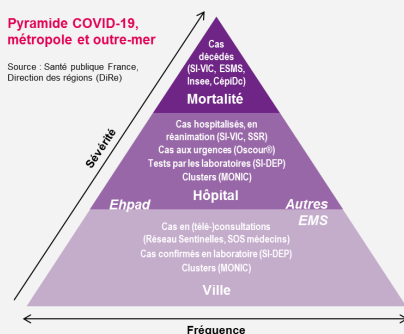 Pyramide COVID-19,
métropole et outre-mer
Source : Santé publique France,
Direction des régions (DiRe)
Sévérité
Cas
décédés
(SI-VIC, ESMS,
Insee, CépiDc)
Mortalité
Cas hospitalisés, en
réanimation (SI-VIC, SSR)
Cas aux urgences (Oscour®)
Tests par les laboratoires (SI-DEP)
Clusters (MONIC)
Hôpital
Ehpad
Autres
EMS
Cas en (télé-)consultations
(Réseau Sentinelles, SOS médecins)
Cas confirmés en laboratoire (SI-DEP)
Clusters (MONIC)
Ville
Fréquence